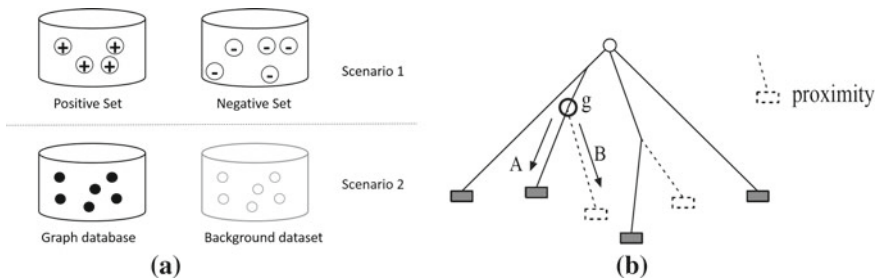 + + + +
- - - - -
Positive Set Negative Set Scenario 1
Graph database Background dataset Scenario 2
(a)
g
A B
proximity
(b)